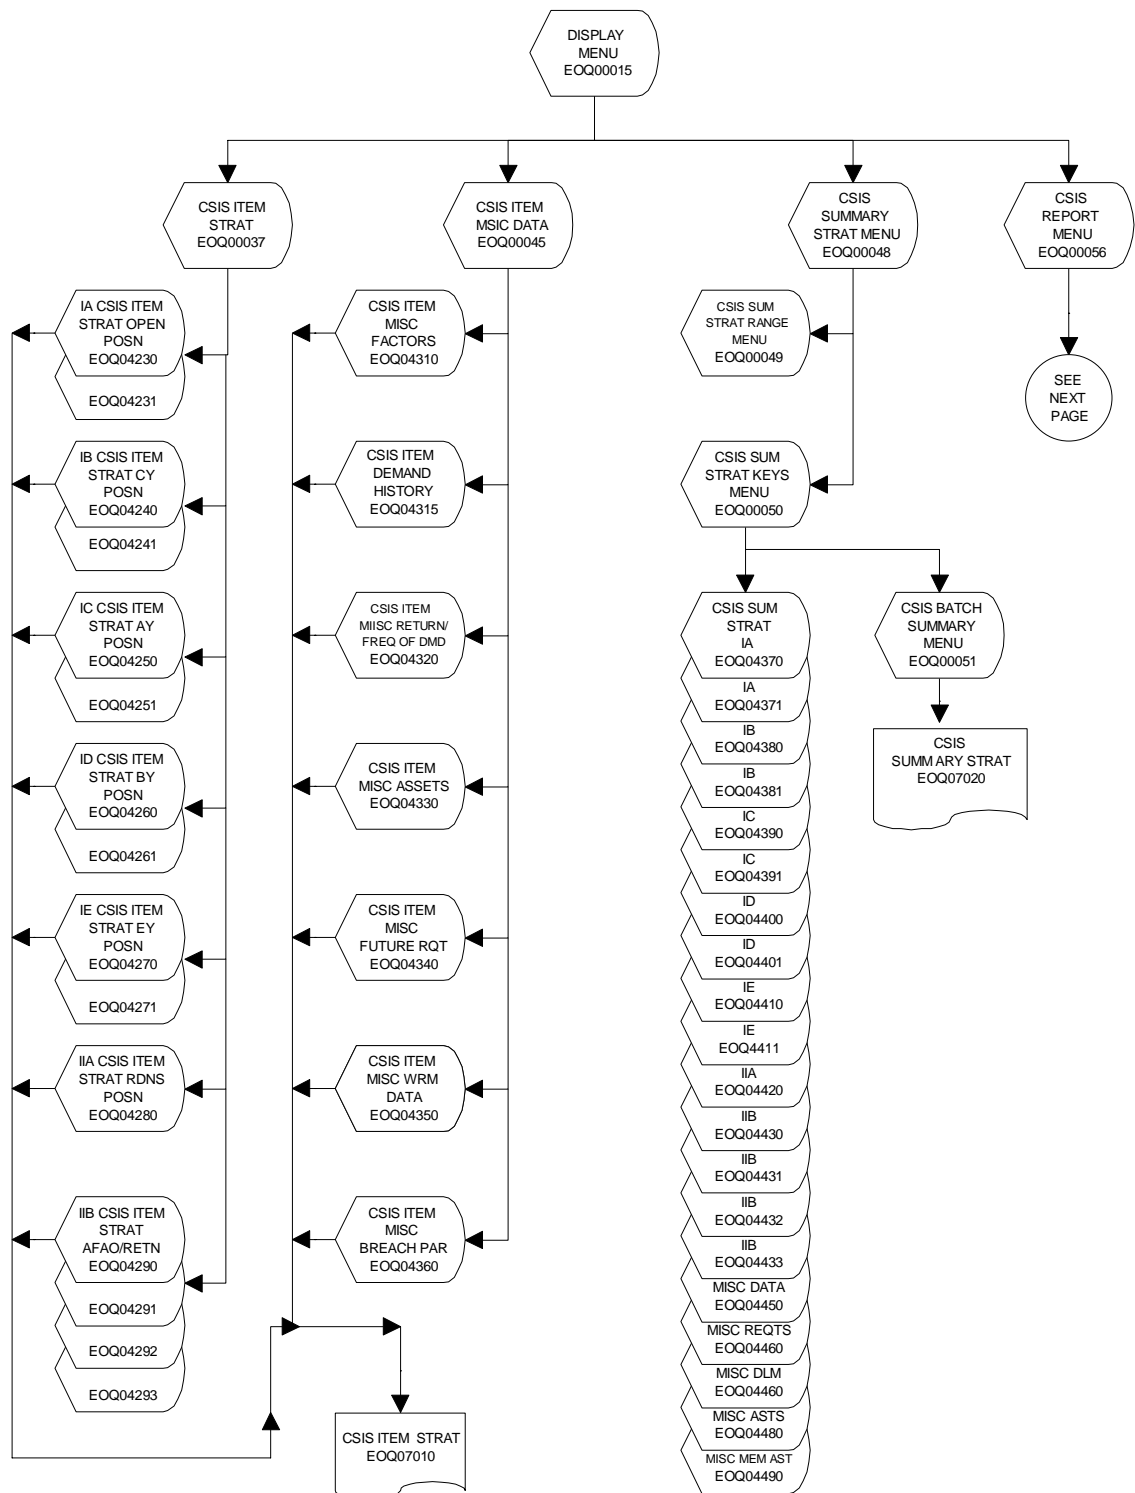 DISPLAY
MENU
EOQ00015
CSIS ITEM
STRAT
EOQ00037
CSIS ITEM
MSIC DATA
EOQ00045
CSIS
SUMMARY
STRAT MENU
EOQ00048
CSIS
REPORT
MENU
EOQ00056
IA CSIS ITEM
STRAT OPEN
POSN
EOQ04230
EOQ04231
IB CSIS ITEM
STRAT CY
POSN
EOQ04240
EOQ04241
IC CSIS ITEM
STRAT AY
POSN
EOQ04250
EOQ04251
ID CSIS ITEM
STRAT BY
POSN
EOQ04260
EOQ04261
IE CSIS ITEM
STRAT EY
POSN
EOQ04270
EOQ04271
IIA CSIS ITEM
STRAT RDNS
POSN
EOQ04280
IIB CSIS ITEM
STRAT
AFAO/RETN
EOQ04290
EOQ04291
EOQ04292
EOQ04293
CSIS ITEM
MISC
FACTORS
EOQ04310
CSIS ITEM
DEMAND
HISTORY
EOQ04315
CSIS ITEM
MIISC RETURN/
FREQ OF DMD
EOQ04320
CSIS ITEM
MISC ASSETS
EOQ04330
CSIS ITEM
MISC
FUTURE RQT
EOQ04340
CSIS ITEM
MISC WRM
DATA
EOQ04350
CSIS ITEM
MISC
BREACH PAR
EOQ04360
CSIS ITEM STRAT
EOQ07010
CSIS SUM
STRAT RANGE
MENU
EOQ00049
CSIS SUM
STRAT KEYS
MENU
EOQ00050
CSIS SUM
STRAT
IA
EOQ04370
IA
EOQ04371
IB
EOQ04380
IB
EOQ04381
IC
EOQ04390
IC
EOQ04391
ID
EOQ04400
ID
EOQ04401
IE
EOQ04410
IE
EOQ4411
IIA
EOQ04420
IIB
EOQ04430
IIB
EOQ04431
IIB
EOQ04432
IIB
EOQ04433
MISC DATA
EOQ04450
MISC REQTS
EOQ04460
MISC DLM
EOQ04460
MISC ASTS
EOQ04480
MISC MEM AST
EOQ04490
CSIS BATCH
SUMMARY
MENU
EOQ00051
CSIS
SUMMARY STRAT
EOQ07020
SEE
NEXT
PAGE